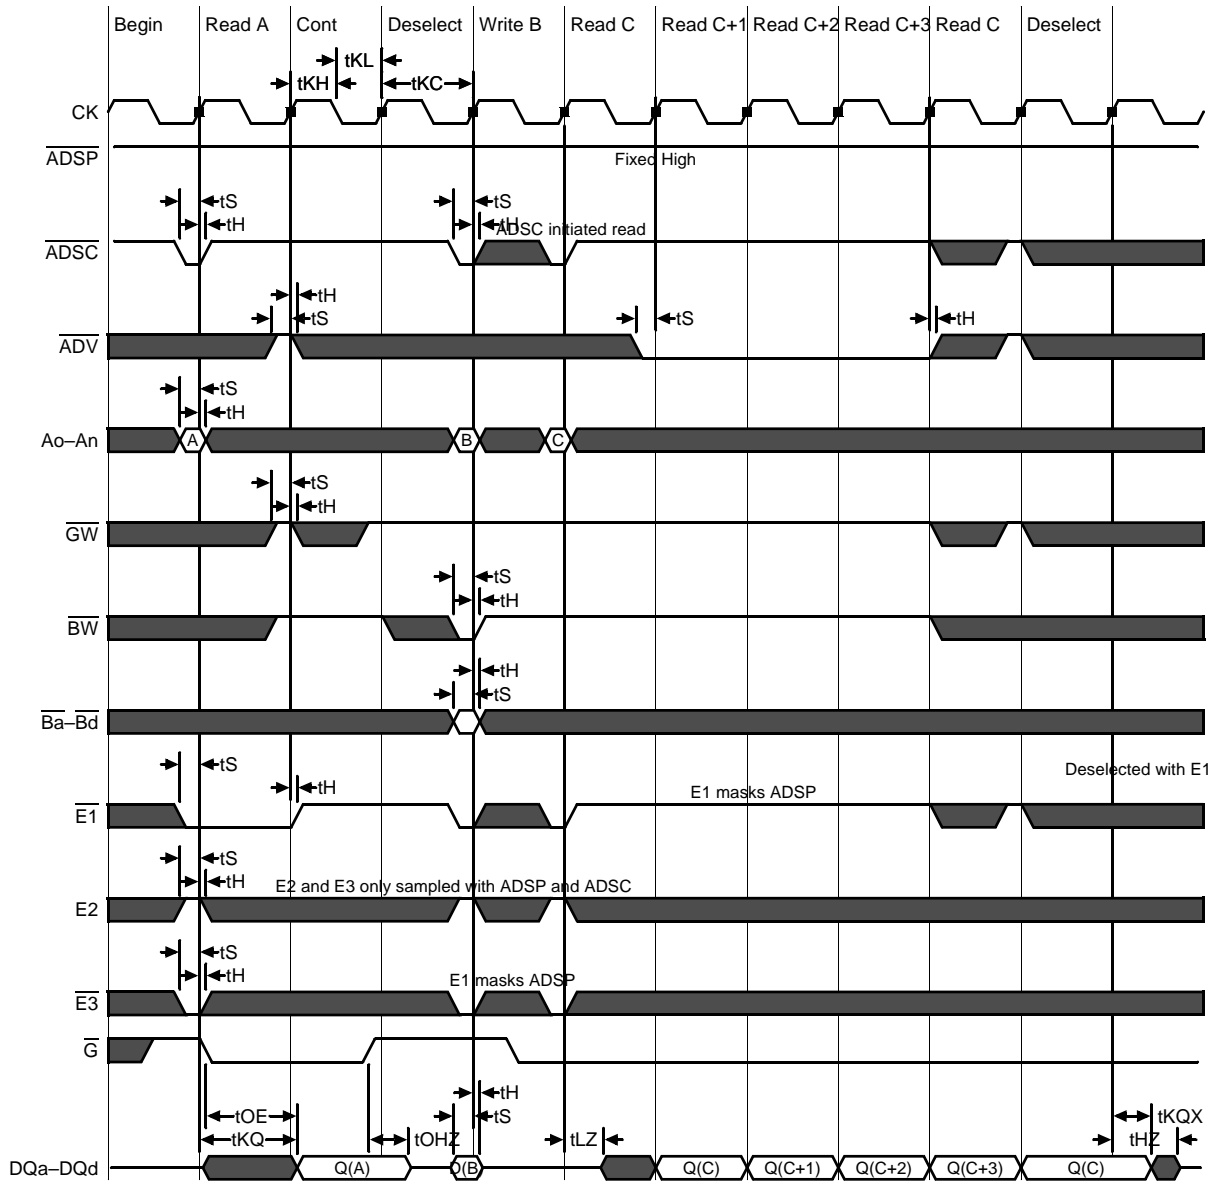 Begin Read A Cont Deselect Write B Read C Read C+1 Read C+2 Read C+3 Read C Deselect
tKL
tKH tKC
CK
ADSP
Fixed High
tS tS
tH tH
ADSC initiated read
ADSC
tH
tS tS tH
ADV
tS
tH
Ao–An A B C
tS
tH
GW
tS
tH
BW
tH
tS
Ba–Bd
tS
Deselected with E1
tH
E1 masks ADSP
E1
tS
tH
E2 and E3 only sampled with ADSP and ADSC
E2
tS
tH
E1 masks ADSP
E3
G
tH
tOE tS tKQX
tKQ tOHZ tLZ tHZ
DQa–DQd Q(A) D(B) Q(C) Q(C+1) Q(C+2) Q(C+3) Q(C)